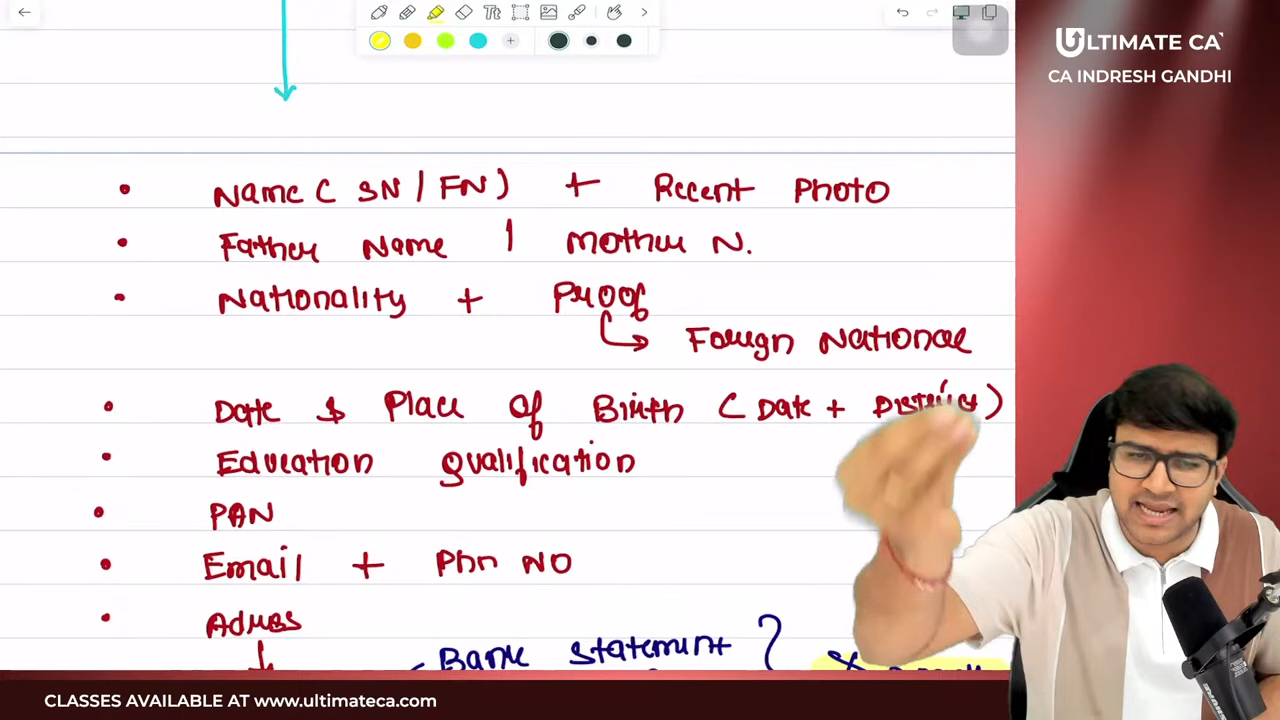 ULTIMATE CA
CA INDRESH GANDHI
Name ( SN / FN ) + Recent Photo
Father Name / Mother N.
Nationality + Proof
Foreign National
Date & Place of Birth ( Date + District )
Education qualification
PAN
Email + Phn NO
Adress
- Bank statement
CLASSES AVAILABLE AT www.ultimateca.com